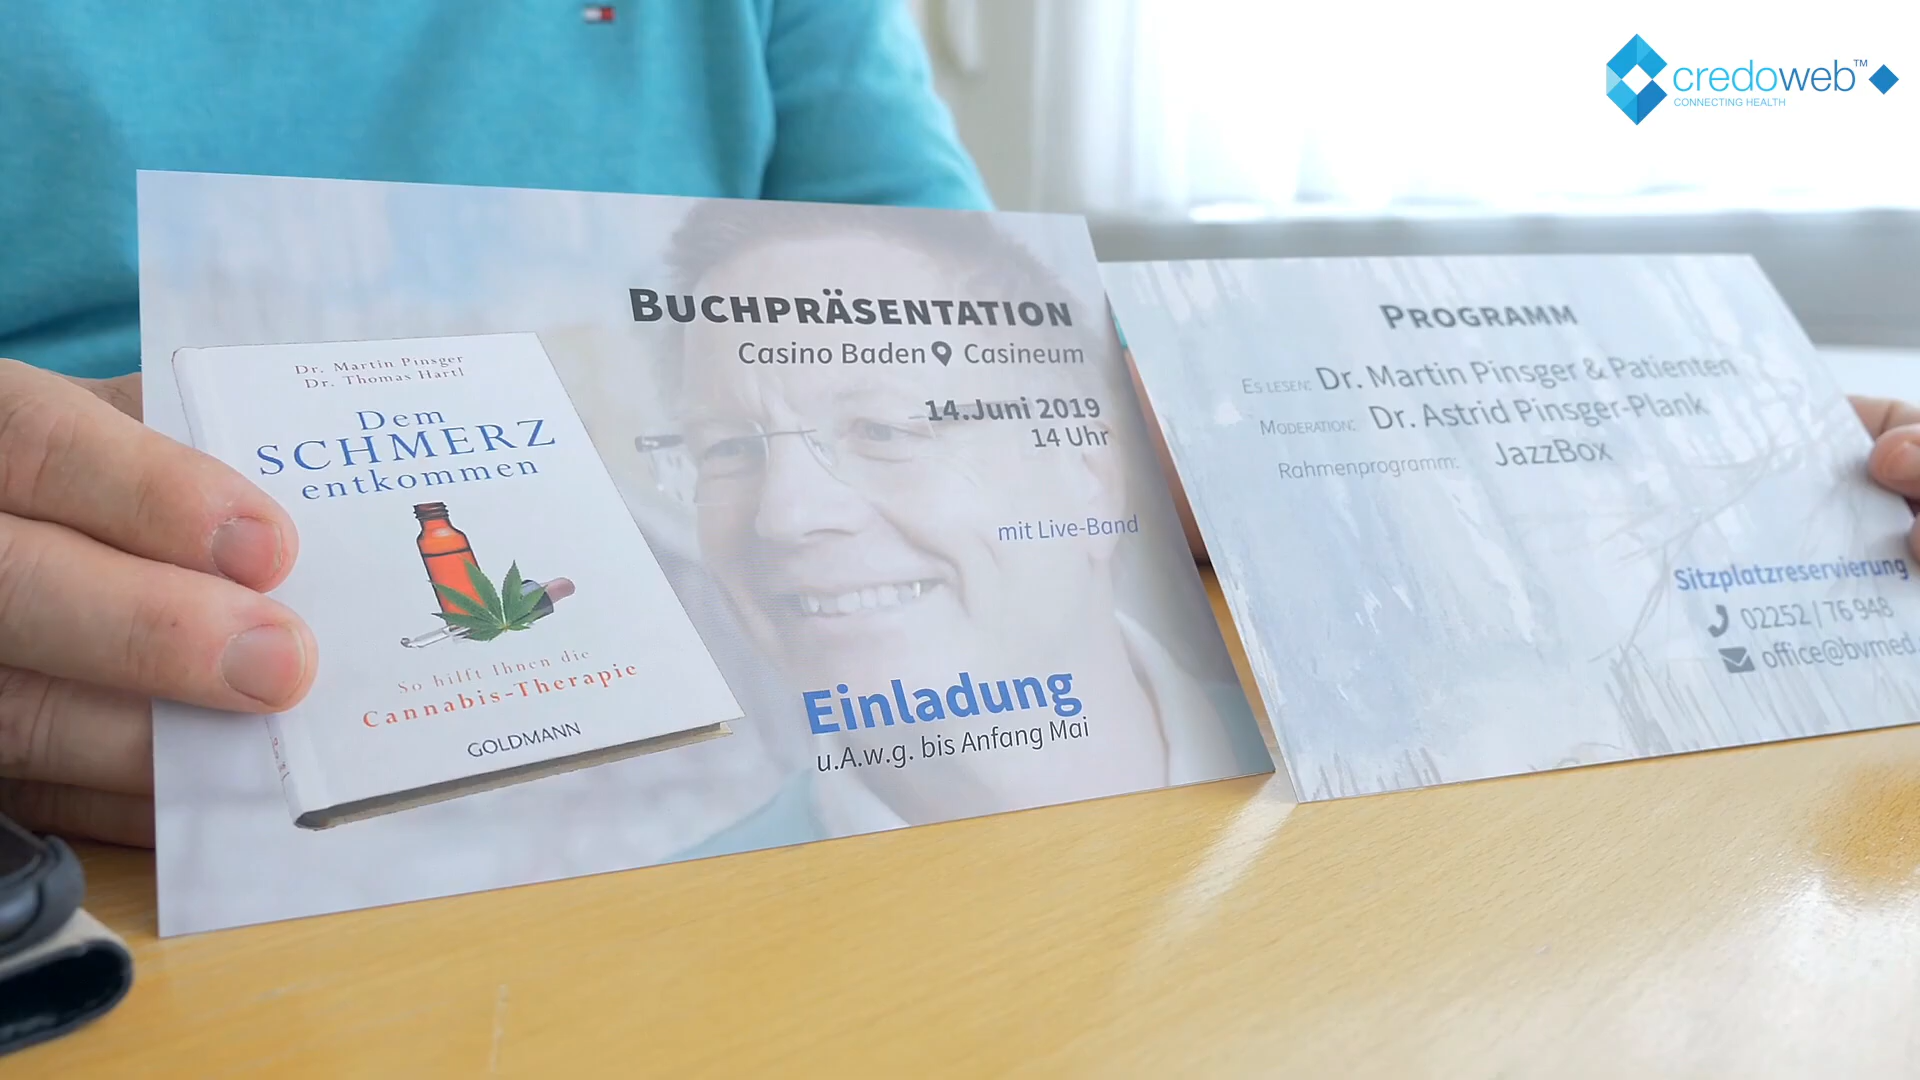 credoweb™
CONNECTING HEALTH
BUCHPRÄSENTATION
Casino Baden Casineum
14.Juni 2019
14 Uhr
mit Live-Band
Einladung
u.A.w.g. bis Anfang Mai
Dr. Martin Pinsger
Dr. Thomas Hartl
Dem
SCHMERZ
entkommen
So hilft Ihnen die
Cannabis-Therapie
GOLDMANN
PROGRAMM
ES LESEN: Dr. Martin Pinsger & Patienten
MODERATION: Dr. Astrid Pinsger-Plank
Rahmenprogramm: JazzBox
Sitzplatzreservierung
02252 | 76 948
office@bvmed.